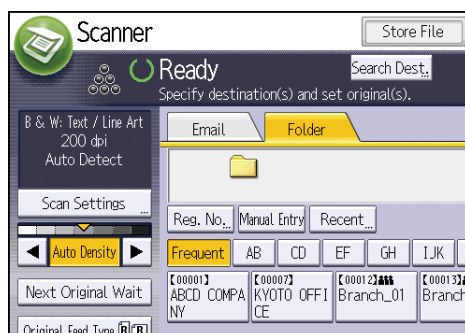 Scanner
Store File
Ready
Search Dest.
Specify destination(s) and set original(s).
B & W: Text / Line Art
200 dpi
Auto Detect
Scan Settings
Email
Folder
Reg. No.
Manual Entry
Recent
Auto Density
Frequent
AB
CD
EF
GH
IJK
Next Original Wait
[00001]
ABCD COMPA
NY
[00007]
KYOTO OFFI
CE
[00012]
Branch_01
[00013]
Branch
Original Feed Type